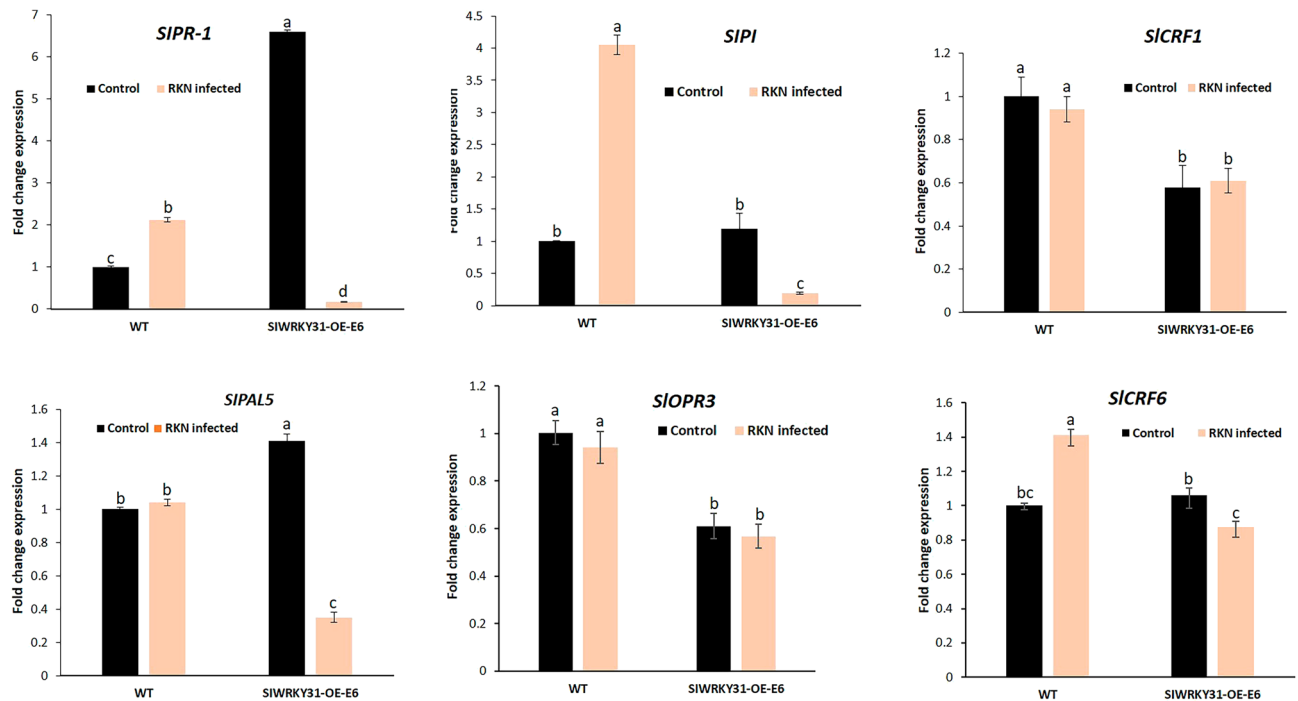 SlPR-1
Control
RKN infected
Fold change expression
7
6
5
4
3
2
1
0
c
b
a
d
WT
SlWRKY31-OE-E6
SlPI
Control
RKN infected
Fold change expression
4.5
4
3.5
3
2.5
2
1.5
1
0.5
0
b
a
b
c
WT
SlWRKY31-OE-E6
SlCRF1
Control
RKN infected
Fold change expression
1.2
1
0.8
0.6
0.4
0.2
0
a
a
b
b
WT
SlWRKY31-OE-E6
SlPAL5
Control
RKN infected
Fold change expression
1.6
1.4
1.2
1
0.8
0.6
0.4
0.2
0
b
b
a
c
WT
SlWRKY31-OE-E6
SlOPR3
Control
RKN infected
Fold change expression
1.2
1
0.8
0.6
0.4
0.2
0
a
a
b
b
WT
SlWRKY31-OE-E6
SlCRF6
Control
RKN infected
Fold change expression
1.6
1.4
1.2
1
0.8
0.6
0.4
0.2
0
bc
a
b
c
WT
SlWRKY31-OE-E6